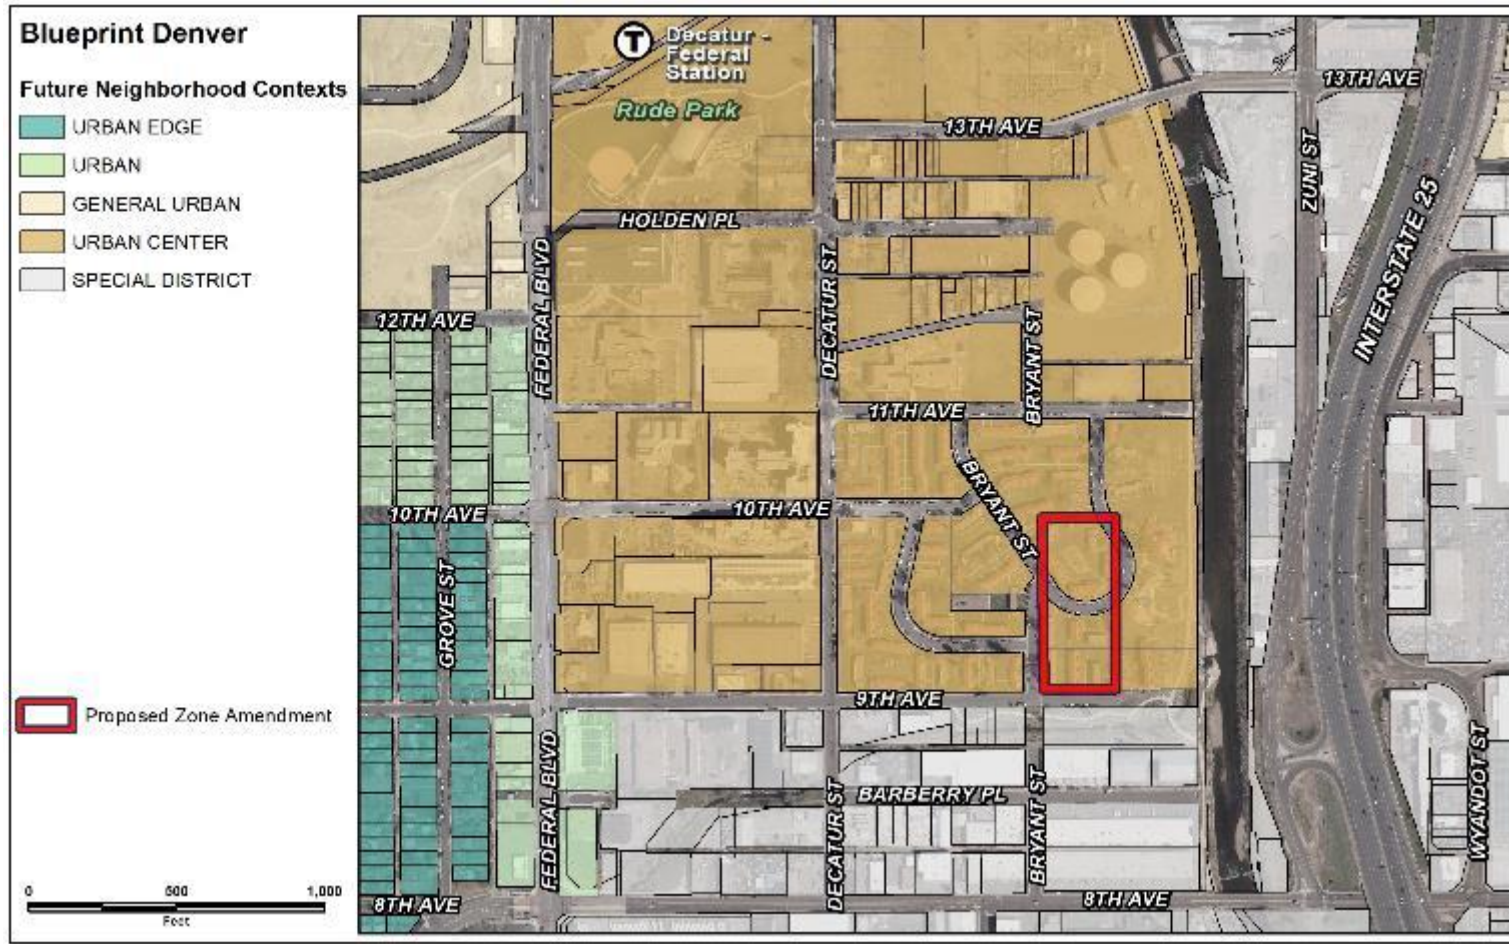 Blueprint Denver
Future Neighborhood Contexts
URBAN EDGE
URBAN
GENERAL URBAN
URBAN CENTER
SPECIAL DISTRICT
Proposed Zone Amendment
0 500 1,000
Feet
T
Decatur -
Federal
Station
Rude Park
13TH AVE
13TH AVE
ZUNI ST
INTERSTATE 25
HOLDEN PL
FEDERAL BLVD
DECATUR ST
12TH AVE
BRYANT ST
11TH AVE
BRYANT ST
10TH AVE
10TH AVE
GROVE ST
9TH AVE
FEDERAL BLVD
DECATUR ST
BARBERRY PL
BRYANT ST
WYANDOT ST
8TH AVE
8TH AVE